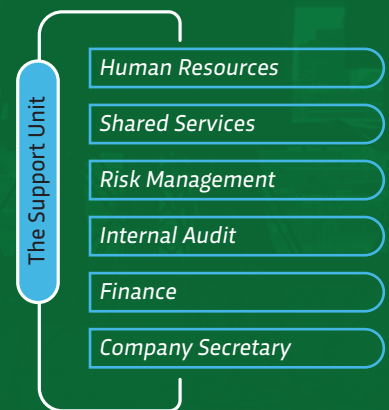 The Support Unit
Human Resources
Shared Services
Risk Management
Internal Audit
Finance
Company Secretary